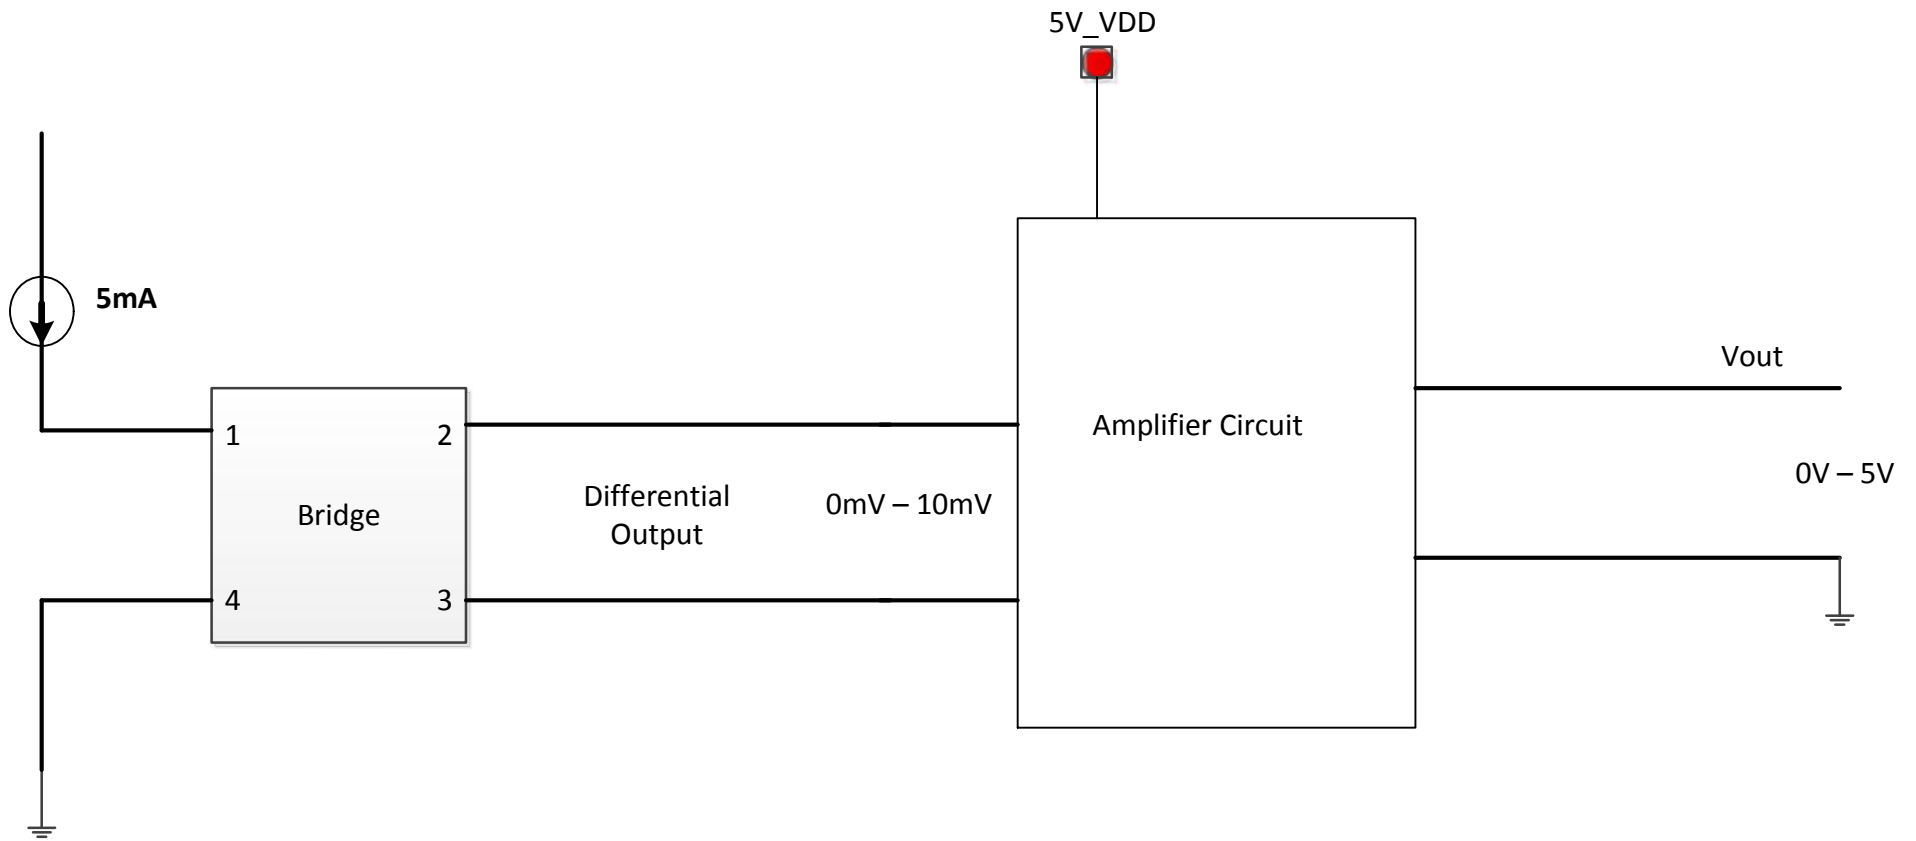 5V_VDD
5mA
Vout
1
2
Amplifier Circuit
0V – 5V
Differential
Output
0mV – 10mV
Bridge
4
3